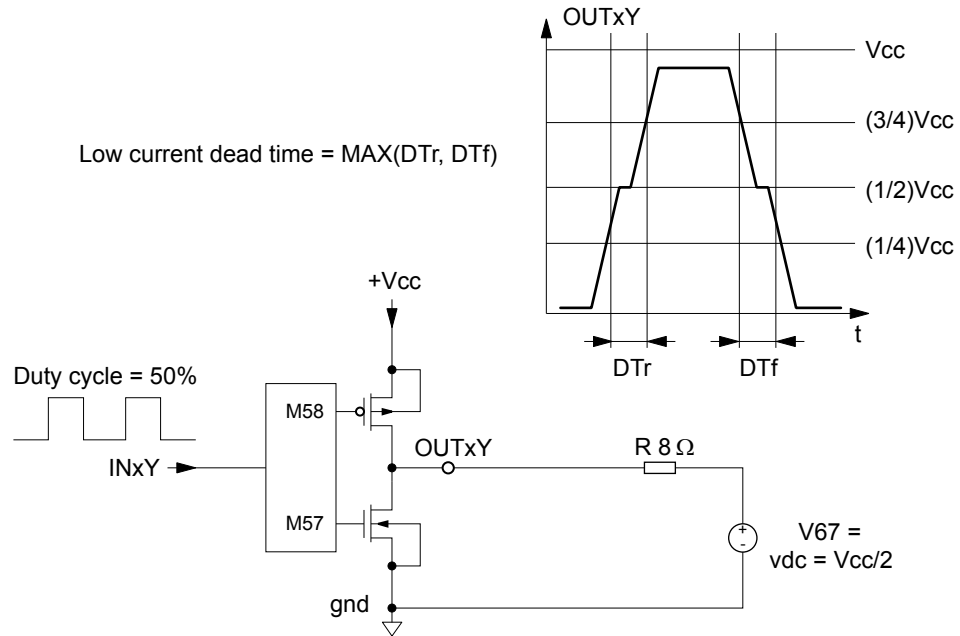 OUTxY
Vcc
(3/4)Vcc
Low current dead time = MAX(DTr, DTf)
(1/2)Vcc
(1/4)Vcc
+Vcc
t
DTr
DTf
Duty cycle = 50%
M58
OUTxY
R 8 Ω
INxY
M57
+
-
V67 =
vdc = Vcc/2
gnd